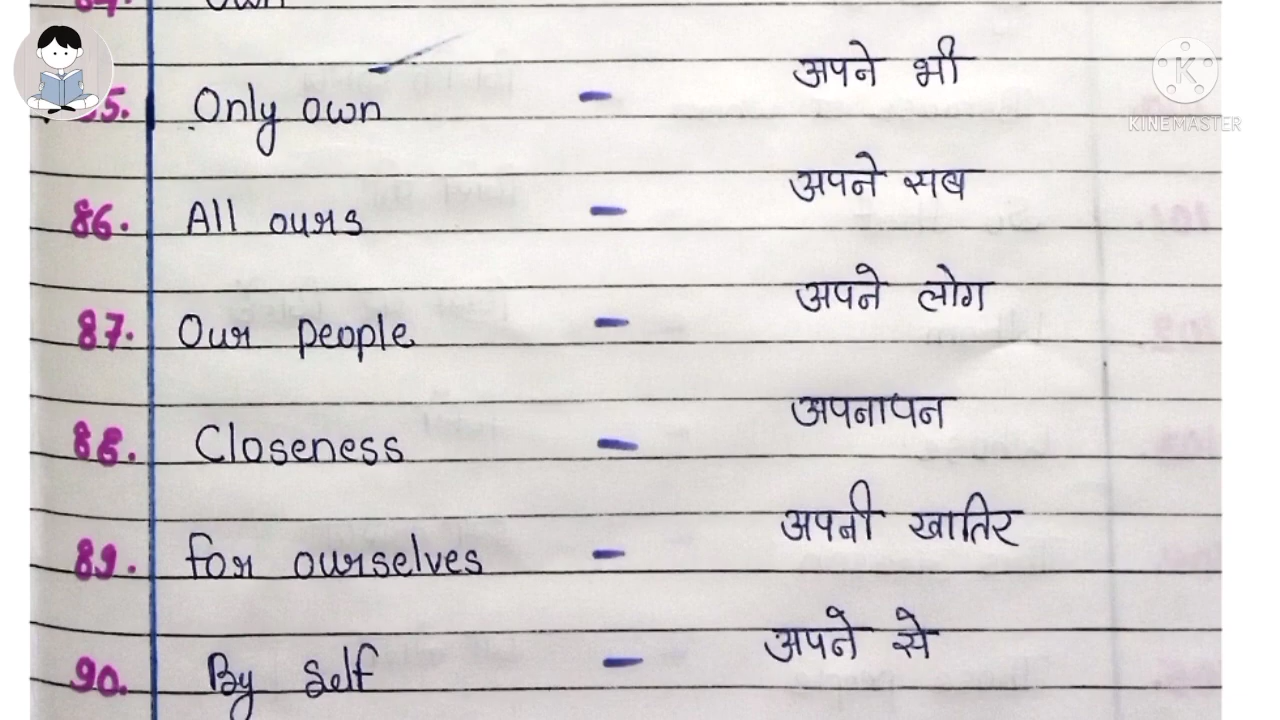 85. Only own - अपने भी
86. All ours - अपने सब
87. Our people - अपने लोग
88. Closeness - अपनापन
89. for ourselves - अपनी खातिर
90. By self - अपने से
KINEMASTER